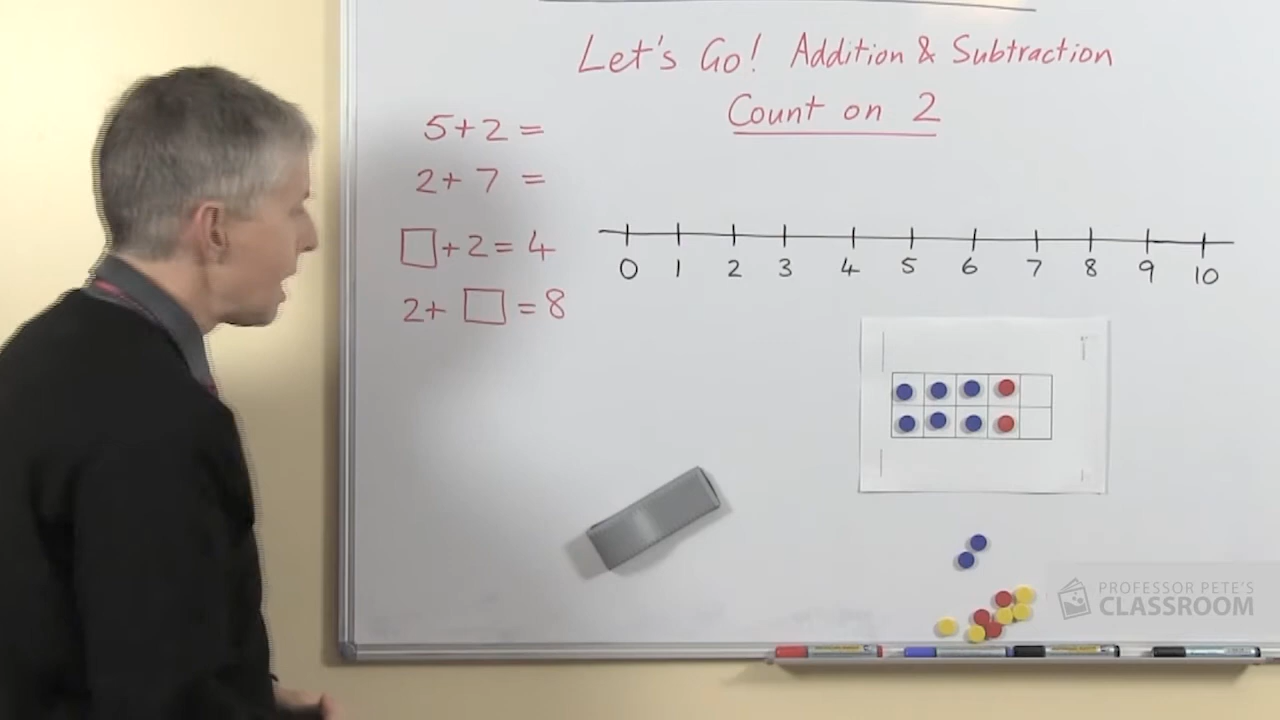 Let's Go! Addition & Subtraction
Count on 2
5+2=
2+7=
□+2=4
2+□=8
0 1 2 3 4 5 6 7 8 9 10
PROFESSOR PETE'S
CLASSROOM